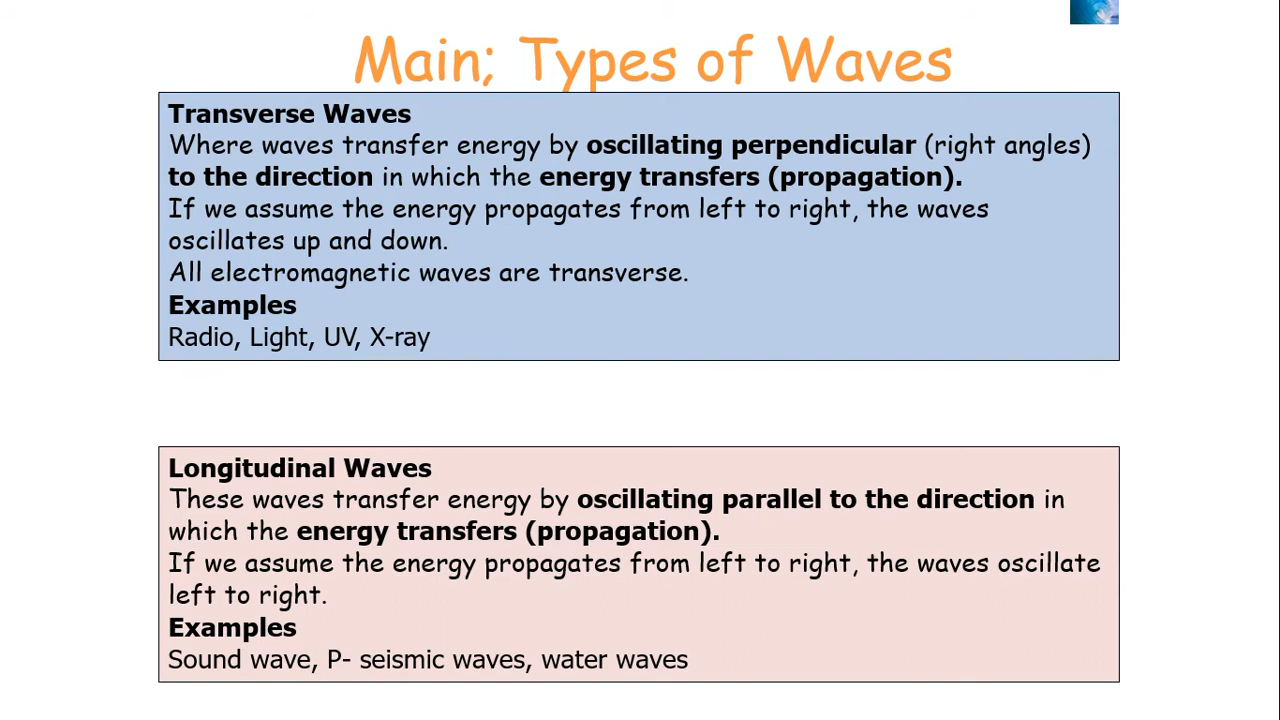 Main; Types of Waves
Transverse Waves
Where waves transfer energy by oscillating perpendicular (right angles)
to the direction in which the energy transfers (propagation).
If we assume the energy propagates from left to right, the waves
oscillates up and down.
All electromagnetic waves are transverse.
Examples
Radio, Light, UV, X-ray
Longitudinal Waves
These waves transfer energy by oscillating parallel to the direction in
which the energy transfers (propagation).
If we assume the energy propagates from left to right, the waves oscillate
left to right.
Examples
Sound wave, P- seismic waves, water waves